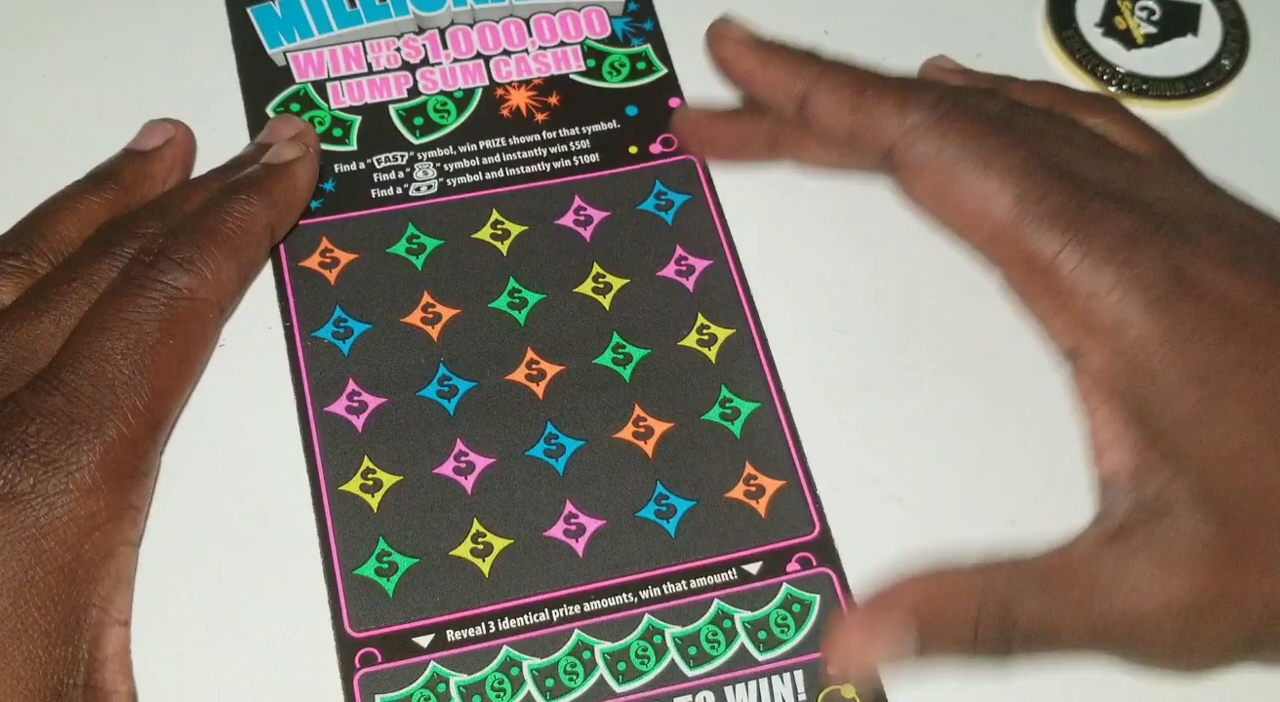 WIN UP TO $1,000,000
LUMP SUM CASH!
Find a "FAST" symbol, win PRIZE shown for that symbol.
Find a " " symbol and instantly win $50!
Find a " " symbol and instantly win $100!
Reveal 3 identical prize amounts, win that amount!
TO WIN!
GA